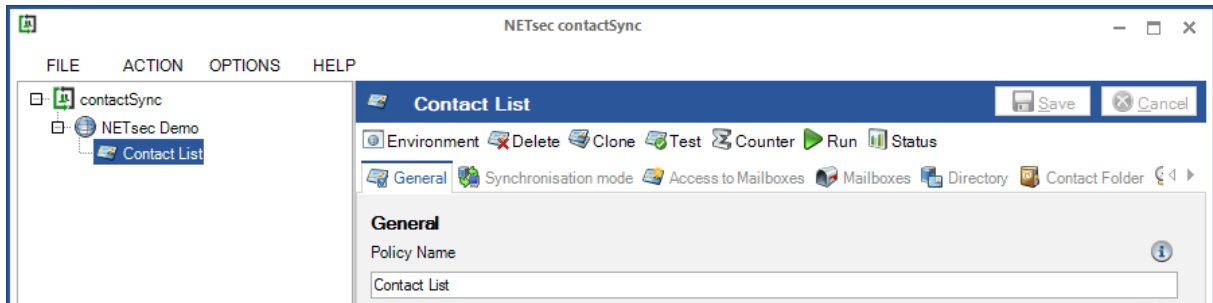 NETsec contactSync
FILE ACTION OPTIONS HELP
contactSync
NETsec Demo
Contact List
Contact List
Save Cancel
Environment Delete Clone Test Counter Run Status
General Synchronisation mode Access to Mailboxes Mailboxes Directory Contact Folder
General
Policy Name
Contact List